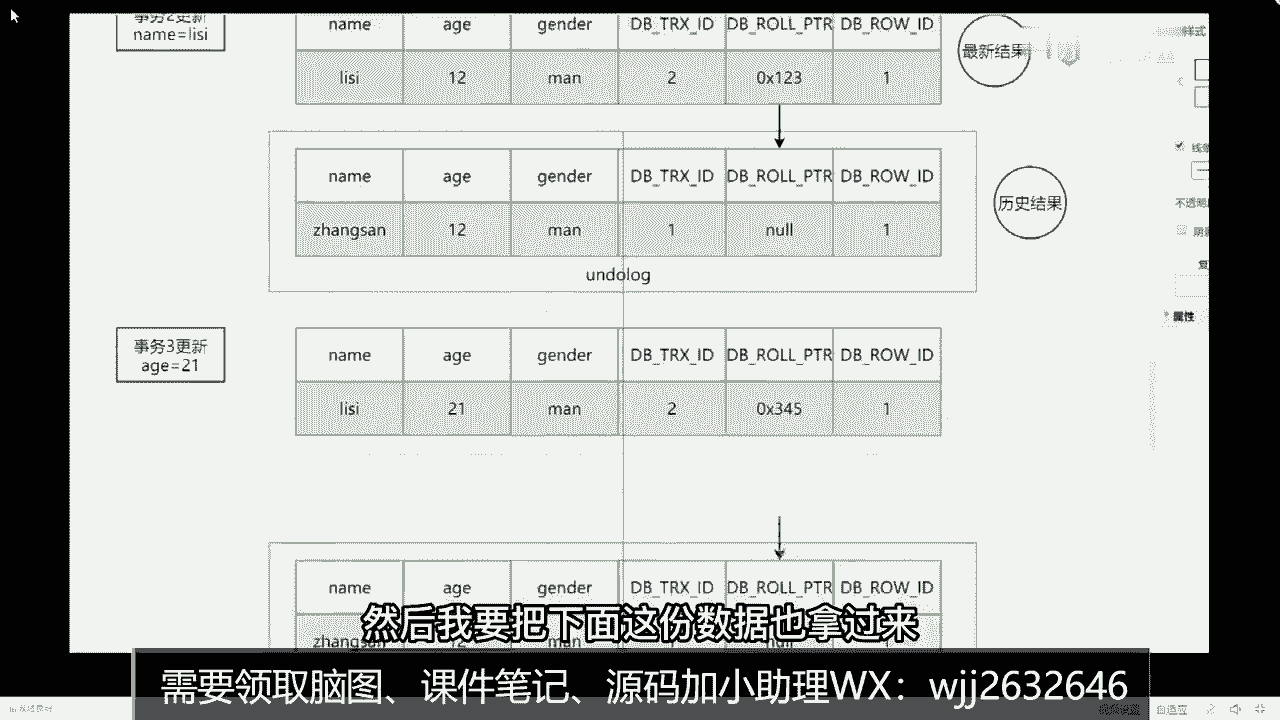 事务2更新
name=lisi
name age gender DB_TRX_ID DB_ROLL_PTR DB_ROW_ID
lisi 12 man 2 0x123 1
最新结果
样式
name age gender DB_TRX_ID DB_ROLL_PTR DB_ROW_ID
zhangsan 12 man 1 null 1
undolog
历史结果
线条
不透明
属性
事务3更新
age=21
name age gender DB_TRX_ID DB_ROLL_PTR DB_ROW_ID
lisi 21 man 2 0x345 1
name age gender DB_TRX_ID DB_ROLL_PTR DB_ROW_ID
zhangsan
然后我要把下面这份数据也拿过来
需要领取脑图、课件笔记、源码加小助理WX：wjj2632646
自适应